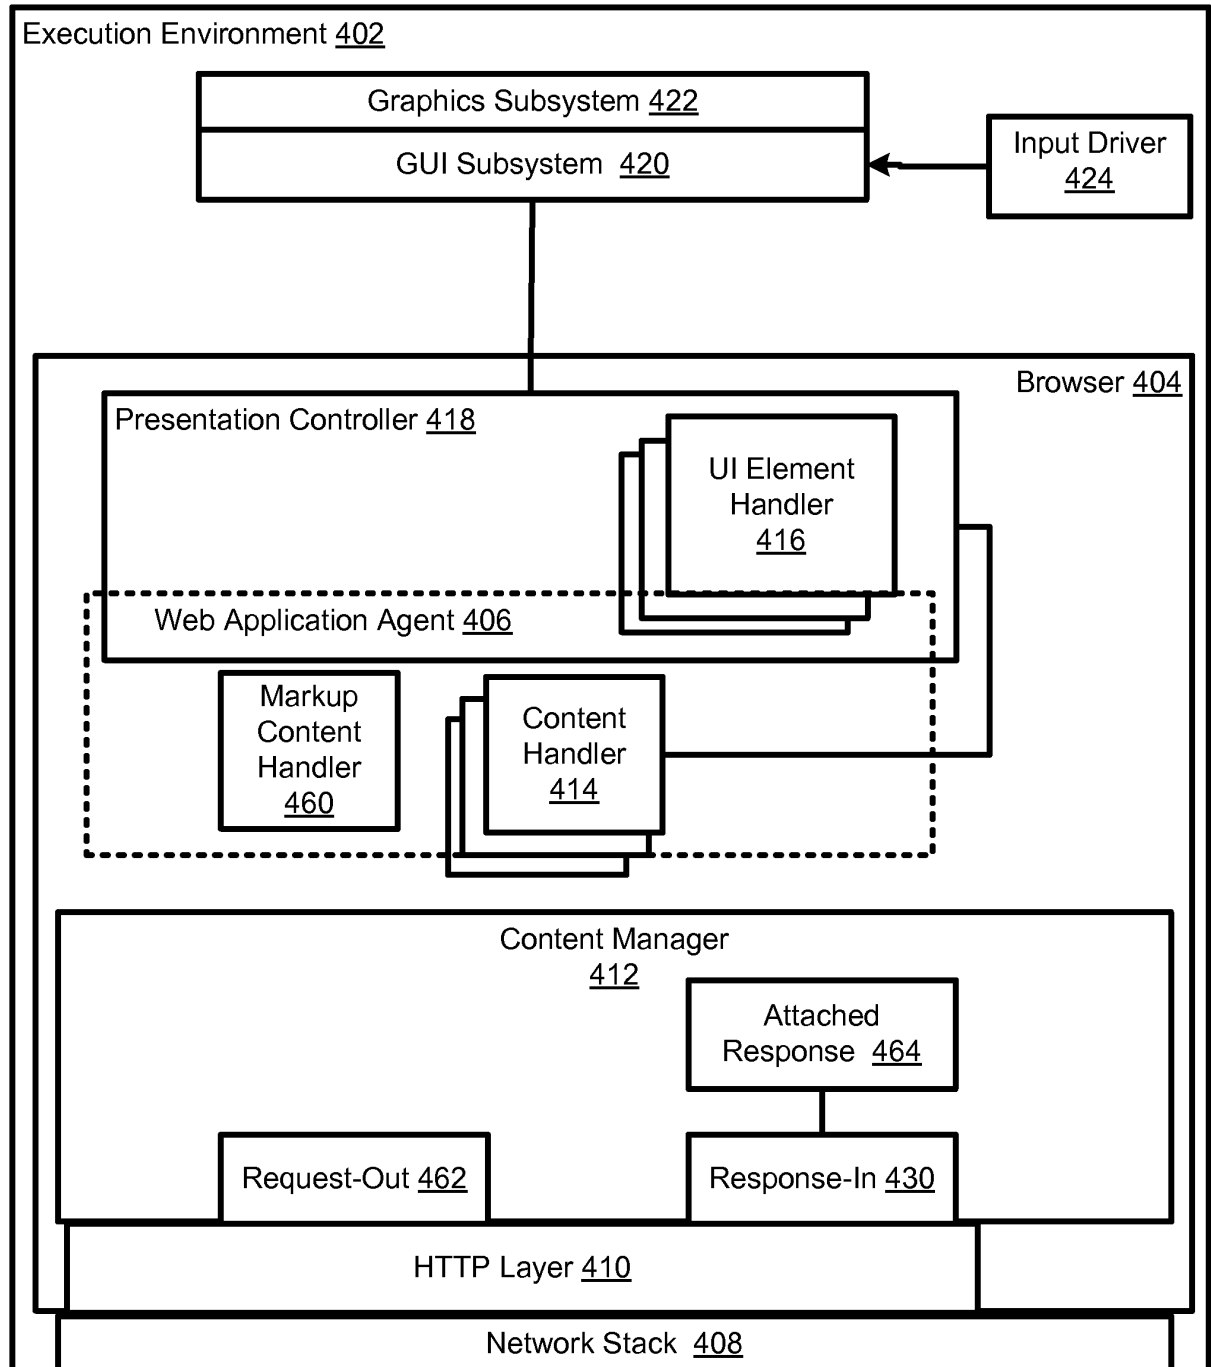 Execution Environment 402
Graphics Subsystem 422
GUI Subsystem 420
Input Driver
424
Browser 404
Presentation Controller 418
UI Element
Handler
416
Web Application Agent 406
Markup
Content
Handler
460
Content
Handler
414
Content Manager
412
Attached
Response 464
Request-Out 462
Response-In 430
HTTP Layer 410
Network Stack 408